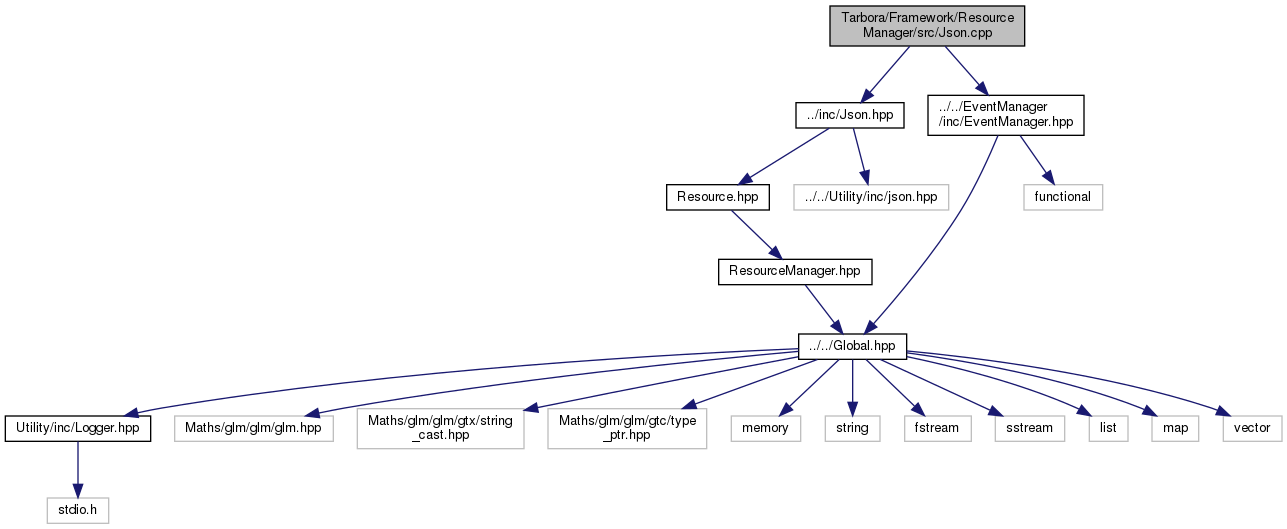 Tarbora/Framework/Resource
Manager/src/Json.cpp
../inc/Json.hpp
../../EventManager
/inc/EventManager.hpp
Resource.hpp
../../Utility/inc/json.hpp
functional
ResourceManager.hpp
../../Global.hpp
Utility/inc/Logger.hpp
Maths/glm/glm/glm.hpp
Maths/glm/glm/gtx/string
_cast.hpp
Maths/glm/glm/gtc/type
_ptr.hpp
memory
string
fstream
sstream
list
map
vector
stdio.h